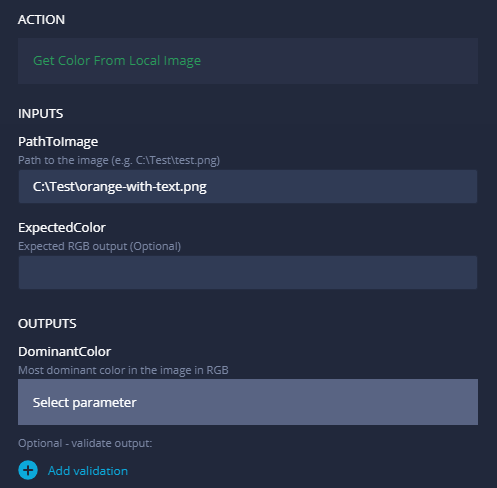 ACTION
Get Color From Local Image
INPUTS
PathToImage
Path to the image (e.g. C:\Test\test.png)
C:\Test\orange-with-text.png
ExpectedColor
Expected RGB output (Optional)
OUTPUTS
DominantColor
Most dominant color in the image in RGB
Select parameter
Optional - validate output:
Add validation